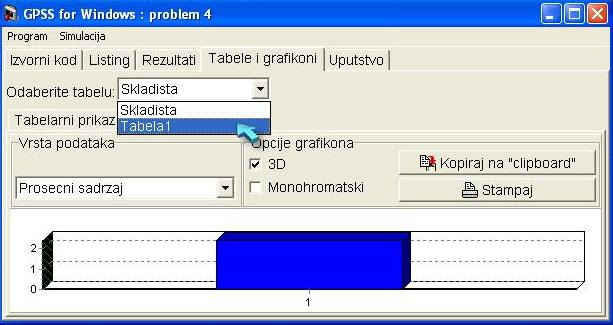 GPSS for Windows : problem 4
Program Simulacija
Izvorni kod Listing Rezultati Tabele i grafikoni Uputstvo
Odaberite tabelu: Skladista
Skladista
Tabela1
Tabelarni prikaz
Vrsta podataka
Prosecni sadrzaj
Opcije grafikona
3D
Monohromatski
Kopiraj na "clipboard"
Stampaj
2
1
0
1